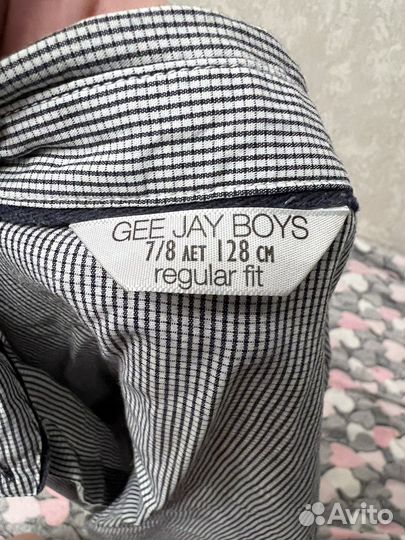 GEE JAY BOYS
7/8 ЛЕТ 128 СМ
regular fit
Avito